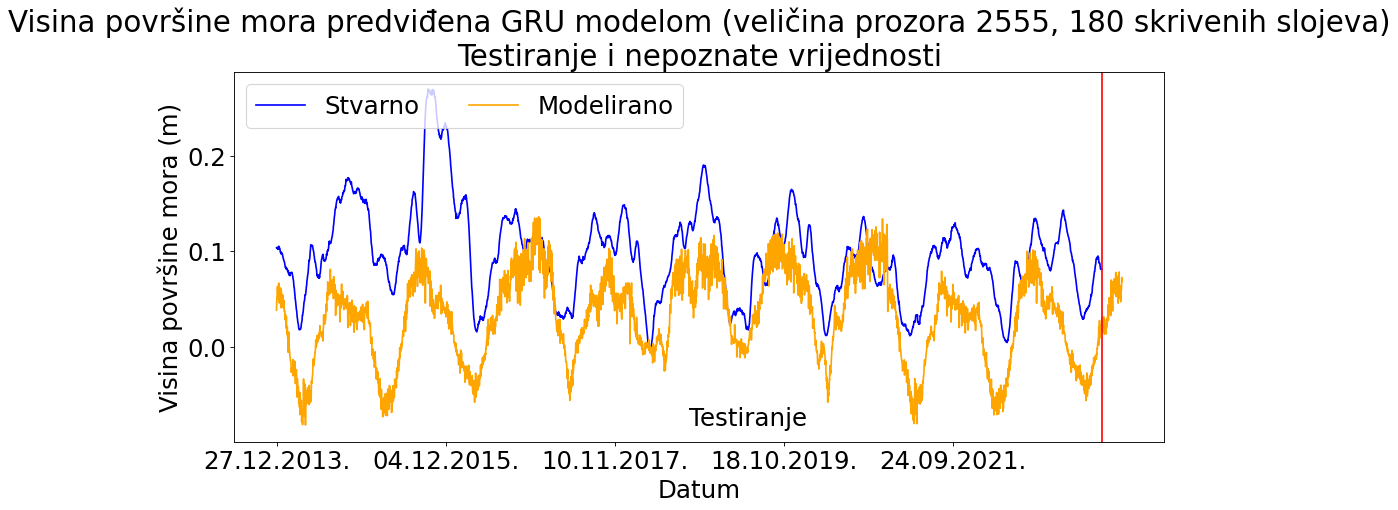 Visina površine mora predviđena GRU modelom (veličina prozora 2555, 180 skrivenih slojeva)
Testiranje i nepoznate vrijednosti
Stvarno Modelirano
Visina površine mora (m)
0.2
0.1
0.0
Testiranje
27.12.2013. 04.12.2015. 10.11.2017. 18.10.2019. 24.09.2021.
Datum